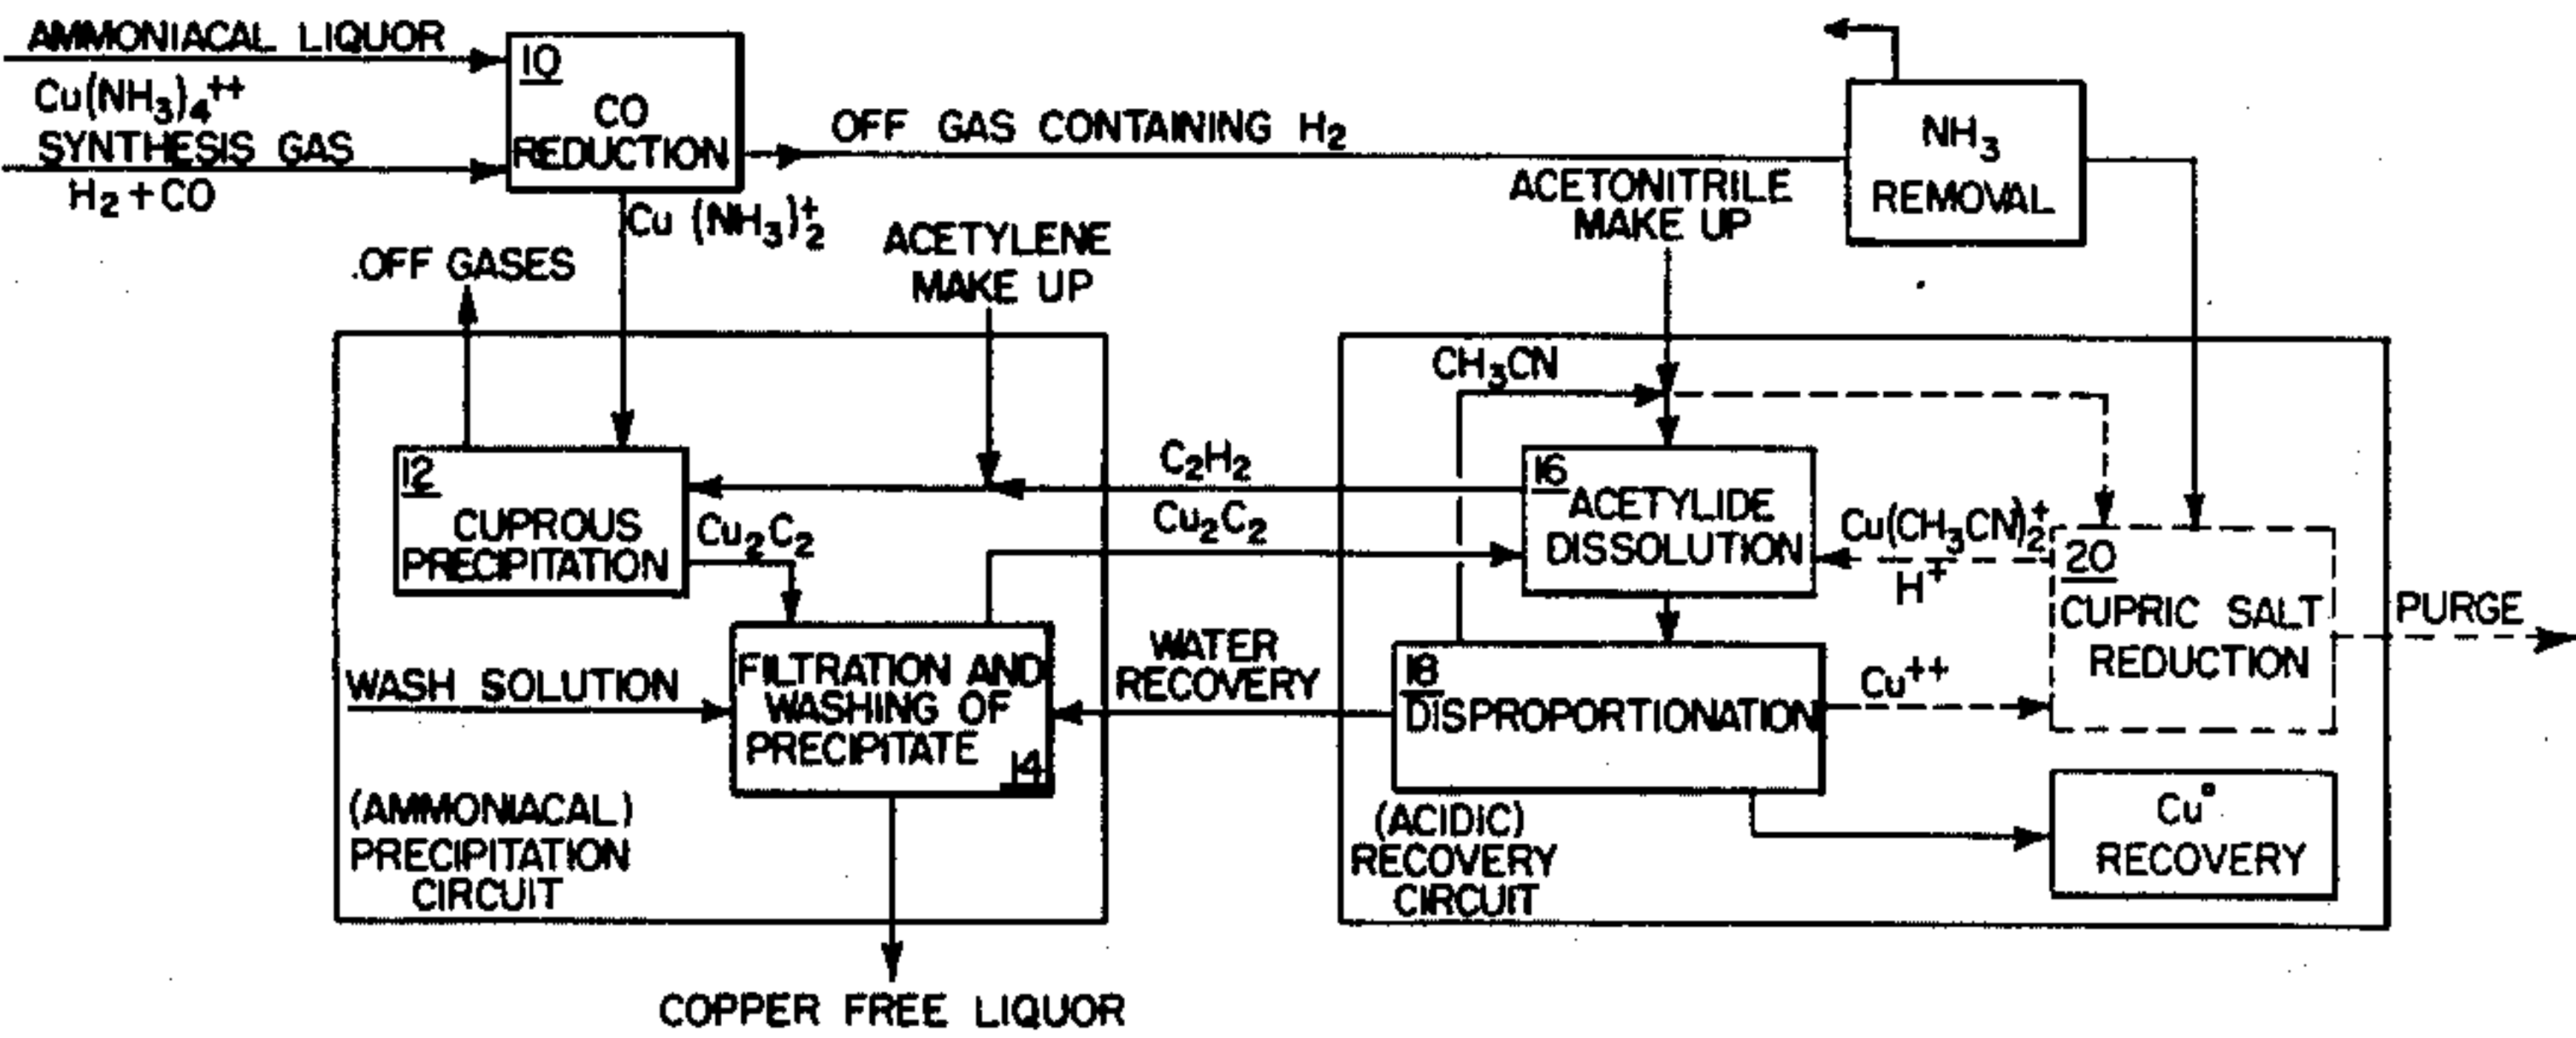 AMMONIACAL LIQUOR
Cu(NH3)4++
SYNTHESIS GAS
H2+CO
10
CO
REDUCTION
OFF GAS CONTAINING H2
NH3
REMOVAL
Cu (NH3)2+
ACETONITRILE
MAKE UP
.OFF GASES
ACETYLENE
MAKE UP
12
CUPROUS
PRECIPITATION
Cu2C2
C2H2
Cu2C2
CH3CN
16
ACETYLIDE
DISSOLUTION
Cu(CH3CN)2+
H+
20
CUPRIC SALT
REDUCTION
PURGE
WASH SOLUTION
FILTRATION AND
WASHING OF
PRECIPITATE
14
WATER
RECOVERY
18
DISPROPORTIONATION
Cu++
Cu°
RECOVERY
(AMMONIACAL)
PRECIPITATION
CIRCUIT
(ACIDIC)
RECOVERY
CIRCUIT
COPPER FREE LIQUOR